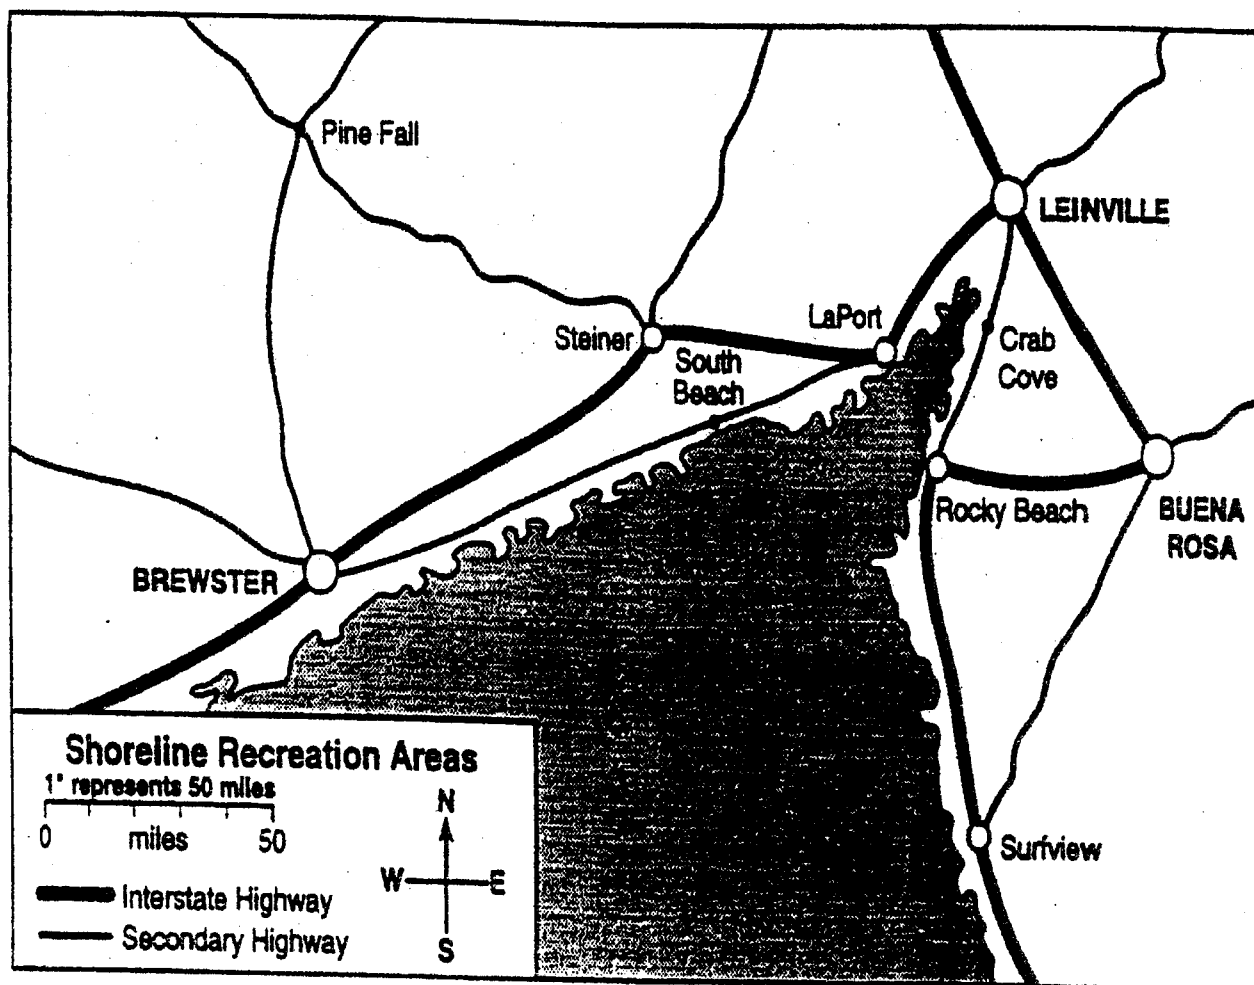 Pine Fall
LEINVILLE
LaPort
Steiner
South
Beach
Crab
Cove
Rocky Beach
BUENA
ROSA
BREWSTER
Surfview
Shoreline Recreation Areas
1" represents 50 miles
0 miles 50
N
W E
S
Interstate Highway
Secondary Highway